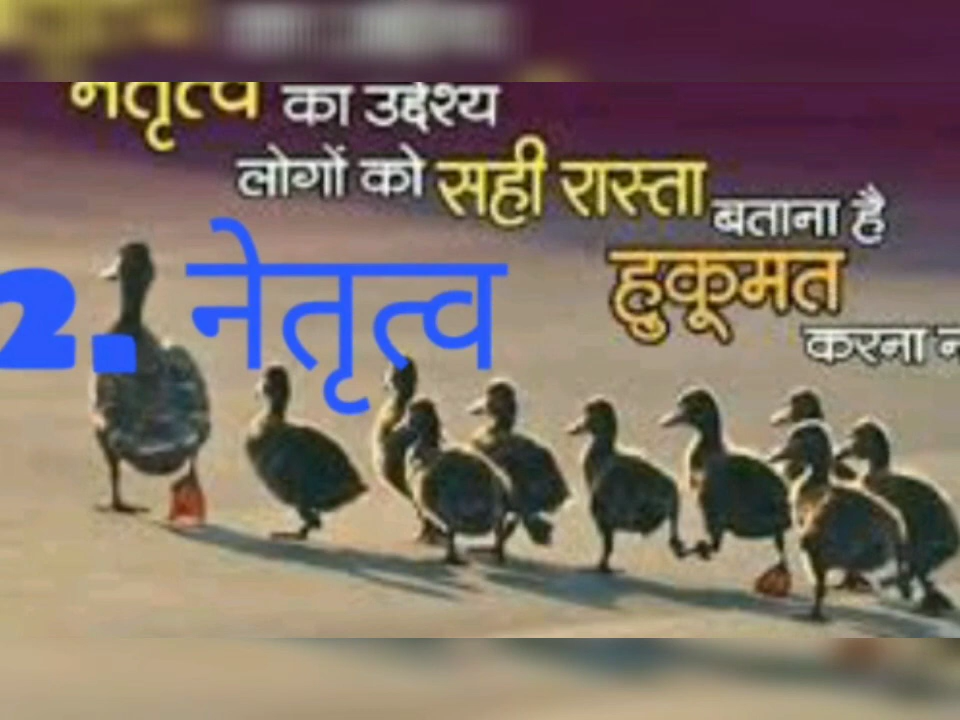 नेतृत्व का उद्देश्य
लोगों को सही रास्ता बताना है
2. नेतृत्व
हुकूमत
करना